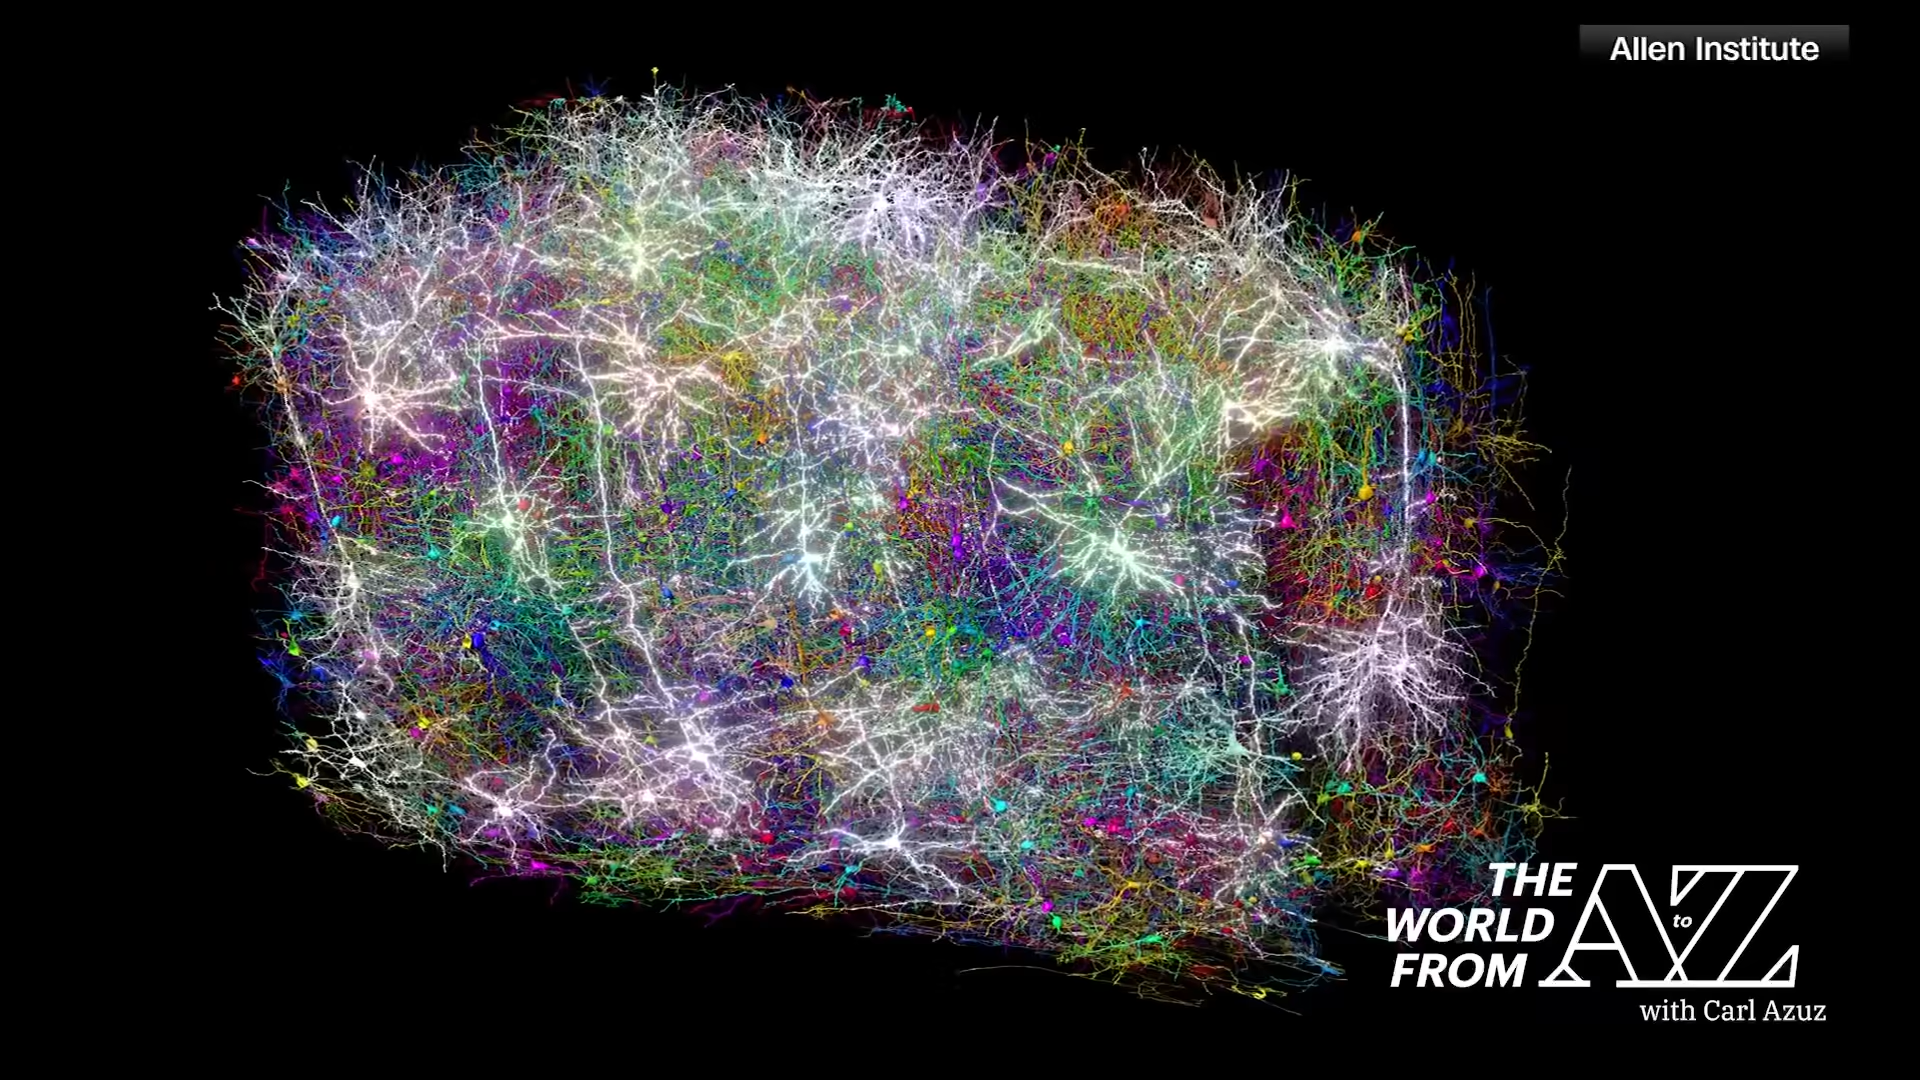 Allen Institute
THE
WORLD
FROM
A to Z
with Carl Azuz